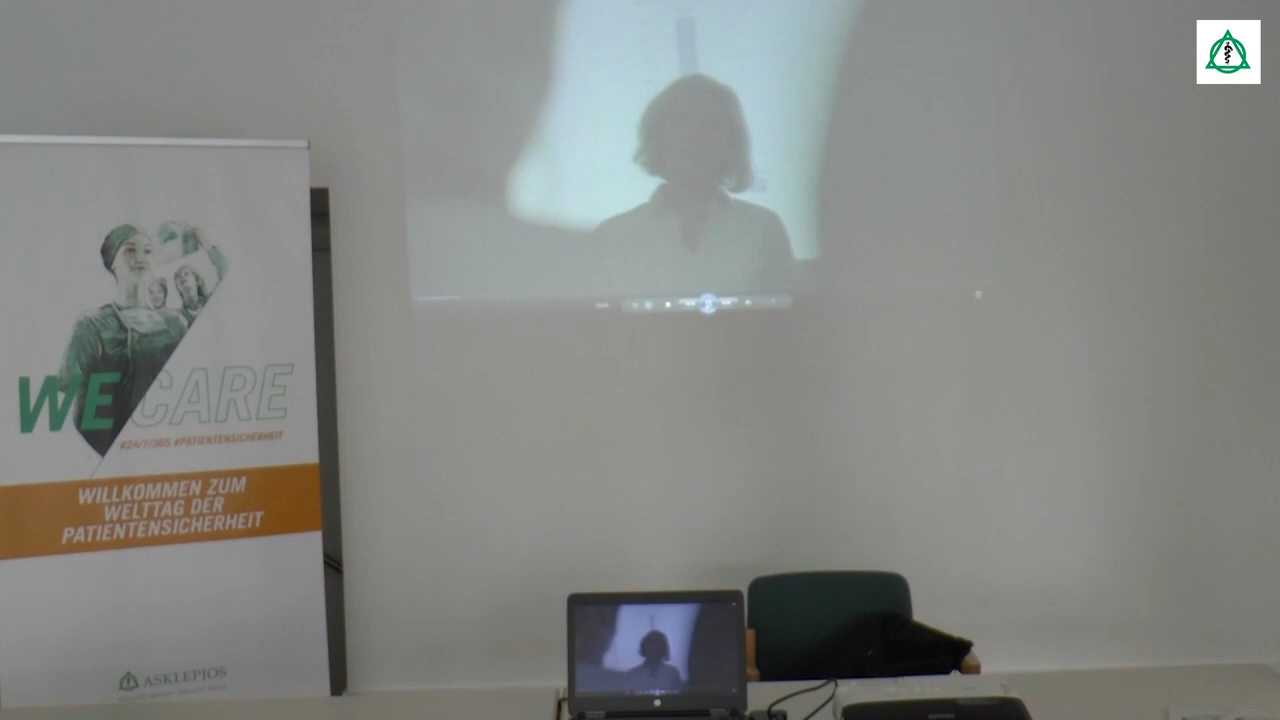 WE CARE
#24/7/365 #PATIENTENSICHERHEIT
WILLKOMMEN ZUM
WELTTAG DER
PATIENTENSICHERHEIT
ASKLEPIOS